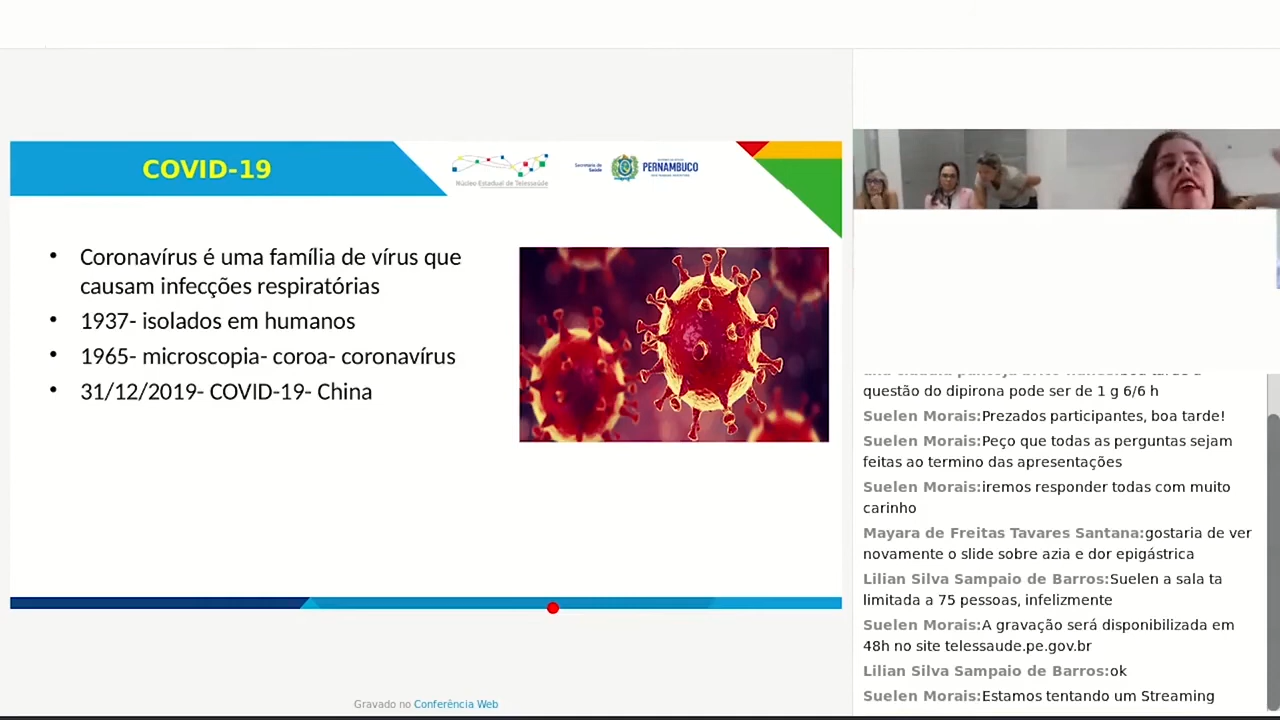 COVID-19
Núcleo Estadual de Telessaúde
Secretaria da
Saúde
PERNAMBUCO
• Coronavírus é uma família de vírus que
causam infecções respiratórias
• 1937- isolados em humanos
• 1965- microscopia- coroa- coronavírus
• 31/12/2019- COVID-19- China
Gravado no Conferência Web
questão do dipirona pode ser de 1 g 6/6 h
Suelen Morais:Prezados participantes, boa tarde!
Suelen Morais:Peço que todas as perguntas sejam
feitas ao termino das apresentações
Suelen Morais:iremos responder todas com muito
carinho
Mayara de Freitas Tavares Santana:gostaria de ver
novamente o slide sobre azia e dor epigástrica
Lilian Silva Sampaio de Barros:Suelen a sala ta
limitada a 75 pessoas, infelizmente
Suelen Morais:A gravação será disponibilizada em
48h no site telessaude.pe.gov.br
Lilian Silva Sampaio de Barros:ok
Suelen Morais:Estamos tentando um Streaming